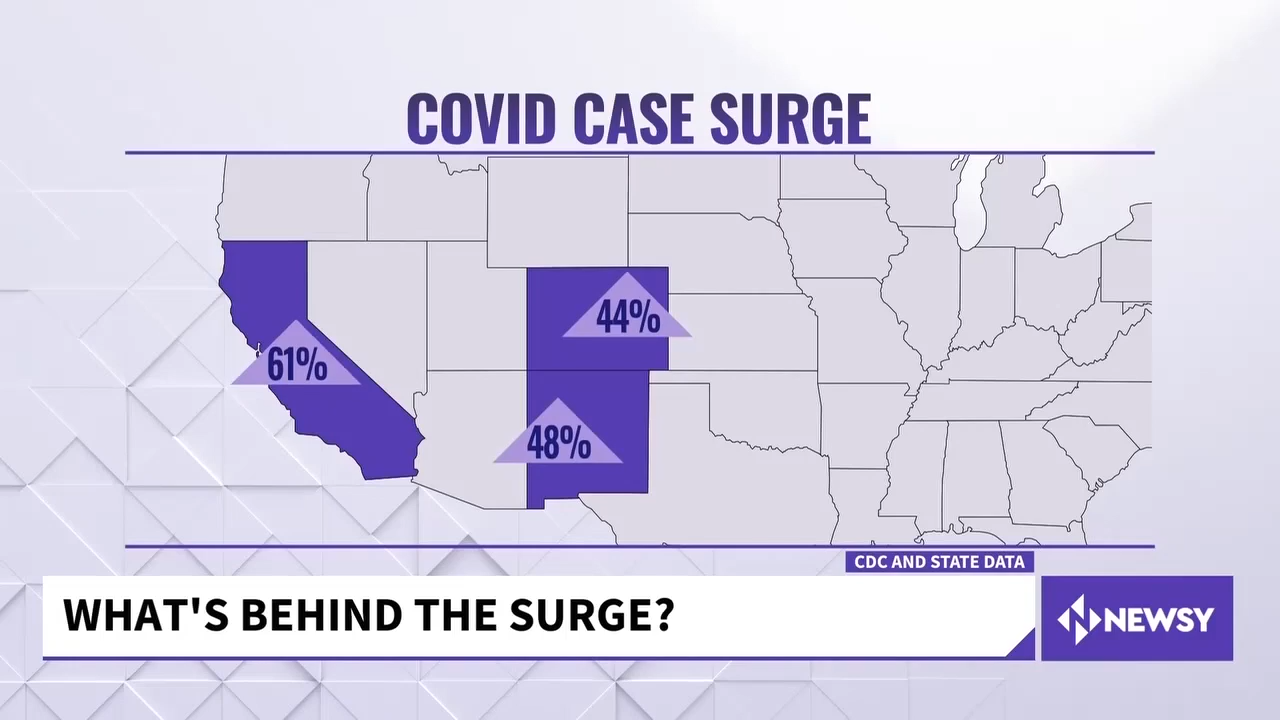 COVID CASE SURGE
44%
61%
48%
CDC AND STATE DATA
WHAT'S BEHIND THE SURGE?
NEWSY